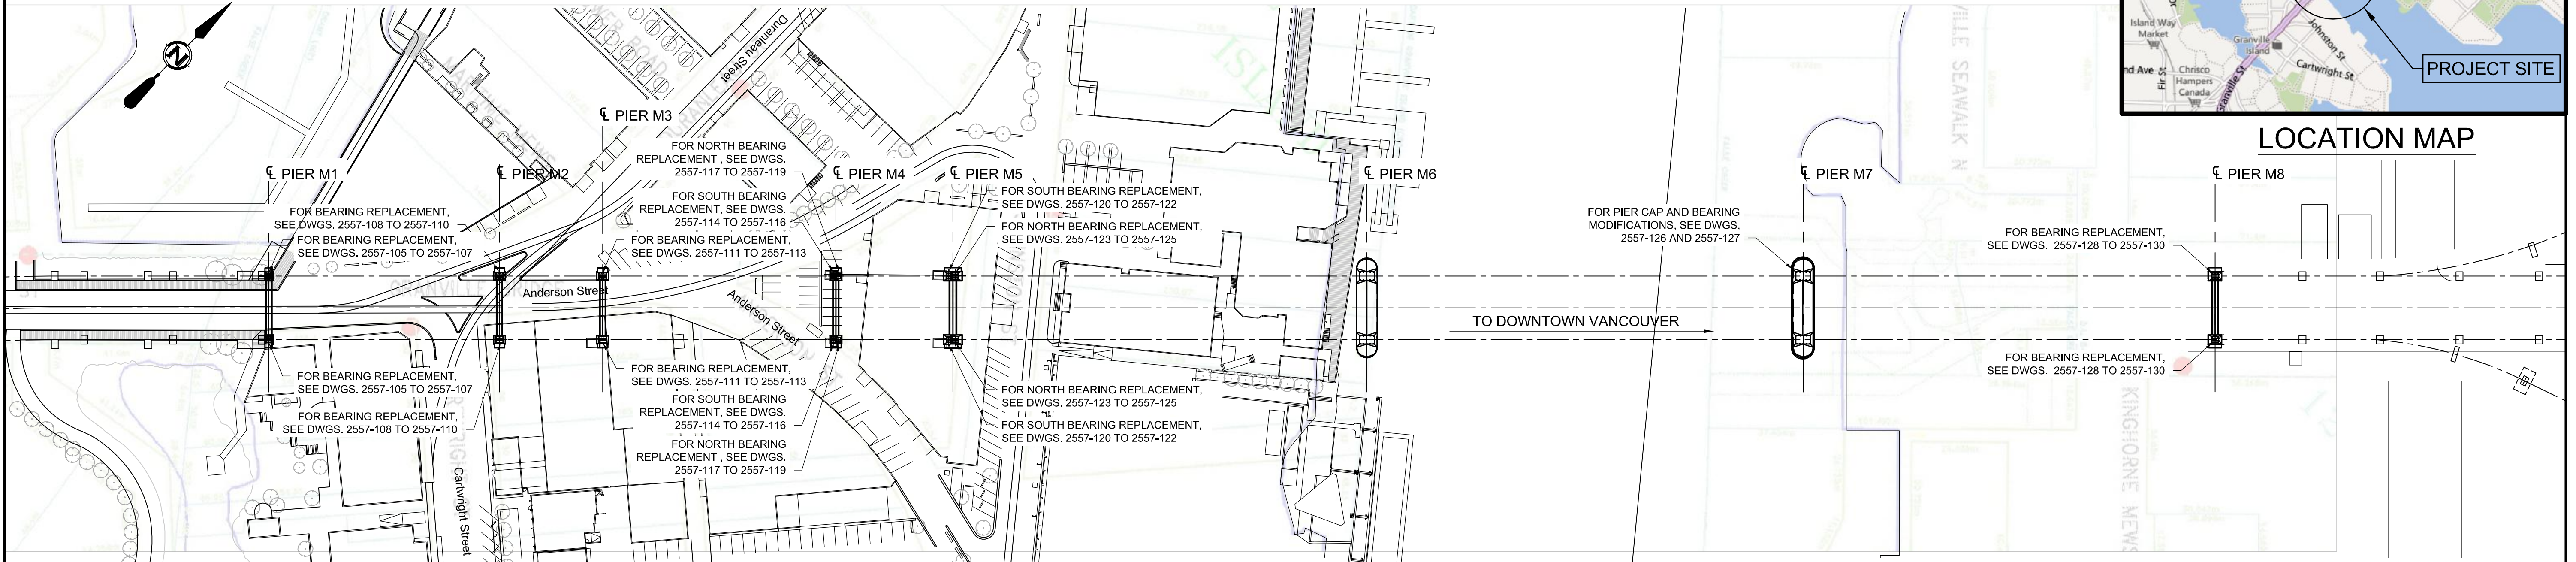 Island Way
Market
Granville
Island
Johnston St
Cartwright St
nd Ave
Fir St
Chrisco
Hampers
Canada
Granville St
PROJECT SITE
LOCATION MAP
N
Duranleau Street
℄ PIER M1
℄ PIER M2
℄ PIER M3
℄ PIER M4
℄ PIER M5
℄ PIER M6
℄ PIER M7
℄ PIER M8
FOR NORTH BEARING
REPLACEMENT , SEE DWGS.
2557-117 TO 2557-119
FOR SOUTH BEARING
REPLACEMENT, SEE DWGS.
2557-114 TO 2557-116
FOR BEARING REPLACEMENT,
SEE DWGS. 2557-108 TO 2557-110
FOR BEARING REPLACEMENT,
SEE DWGS. 2557-105 TO 2557-107
FOR BEARING REPLACEMENT,
SEE DWGS. 2557-111 TO 2557-113
FOR SOUTH BEARING REPLACEMENT,
SEE DWGS. 2557-120 TO 2557-122
FOR NORTH BEARING REPLACEMENT,
SEE DWGS. 2557-123 TO 2557-125
FOR PIER CAP AND BEARING
MODIFICATIONS, SEE DWGS,
2557-126 AND 2557-127
FOR BEARING REPLACEMENT,
SEE DWGS. 2557-128 TO 2557-130
Anderson Street
Anderson Street
TO DOWNTOWN VANCOUVER
FOR BEARING REPLACEMENT,
SEE DWGS. 2557-105 TO 2557-107
FOR BEARING REPLACEMENT,
SEE DWGS. 2557-108 TO 2557-110
FOR BEARING REPLACEMENT,
SEE DWGS. 2557-111 TO 2557-113
FOR SOUTH BEARING
REPLACEMENT, SEE DWGS.
2557-114 TO 2557-116
FOR NORTH BEARING
REPLACEMENT , SEE DWGS.
2557-117 TO 2557-119
FOR NORTH BEARING REPLACEMENT,
SEE DWGS. 2557-123 TO 2557-125
FOR SOUTH BEARING REPLACEMENT,
SEE DWGS. 2557-120 TO 2557-122
FOR BEARING REPLACEMENT,
SEE DWGS. 2557-128 TO 2557-130
Cartwright Street
VILLE SEAWALK N
KINGHORNE MEWS